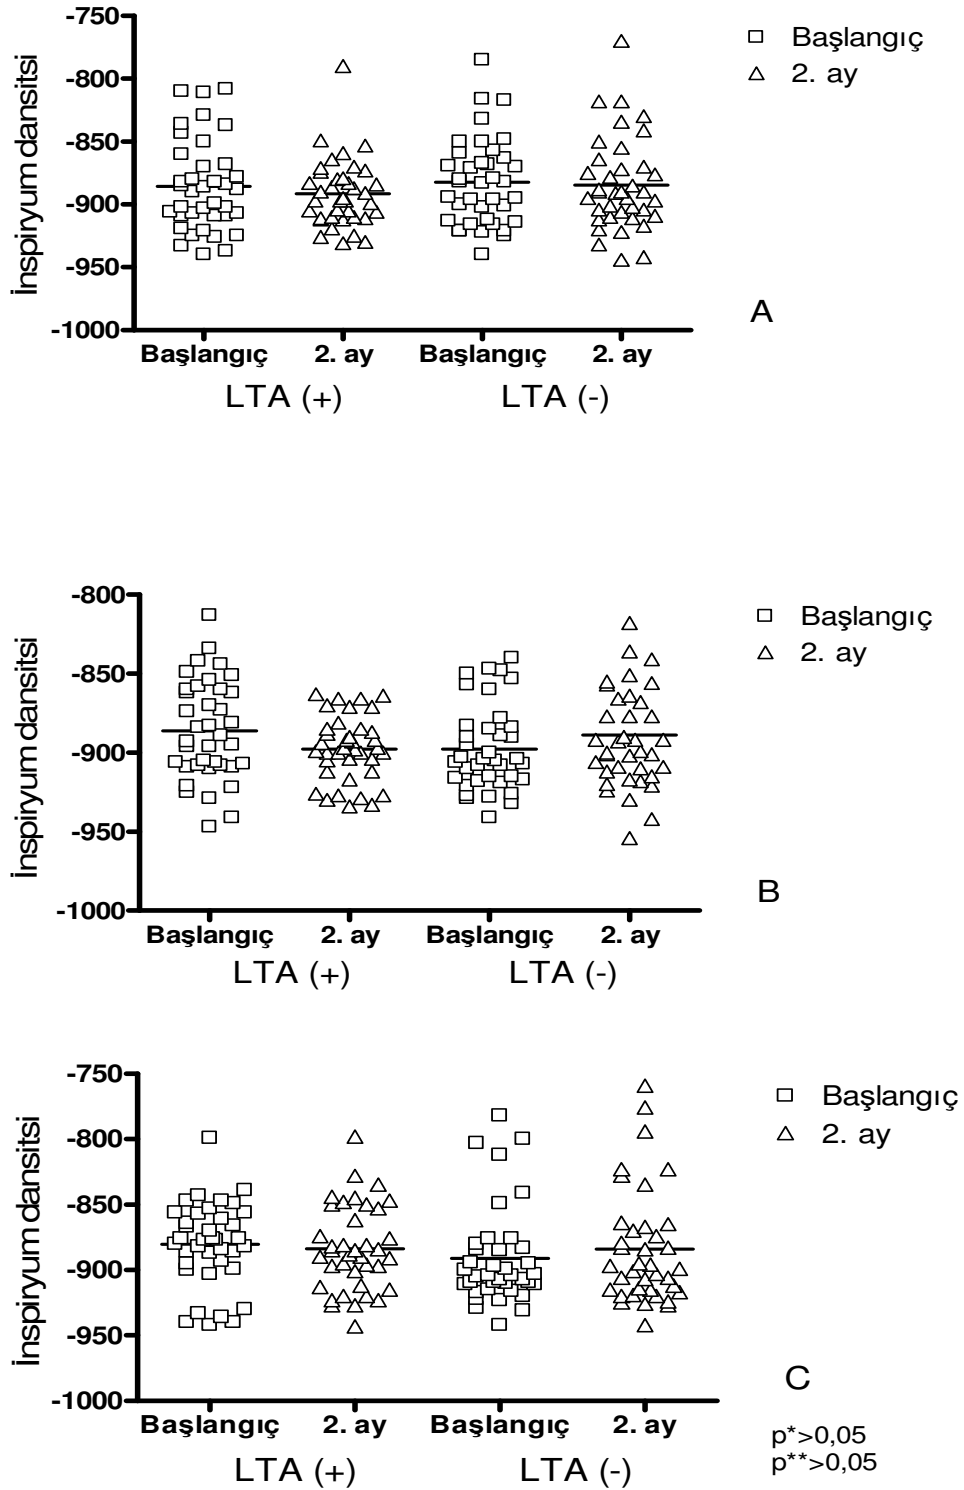 -750
-800
-850
-900
-950
-1000
İnspiryum dansitsi
Başlangıç
2. ay
A
Başlangıç 2. ay Başlangıç 2. ay
LTA (+) LTA (-)
-800
-850
-900
-950
-1000
İnspiryum dansitsi
Başlangıç
2. ay
B
Başlangıç 2. ay Başlangıç 2. ay
LTA (+) LTA (-)
-750
-800
-850
-900
-950
-1000
İnspiryum dansitsi
Başlangıç
2. ay
C
Başlangıç 2. ay Başlangıç 2. ay
LTA (+) LTA (-)
p*>0,05
p**>0,05